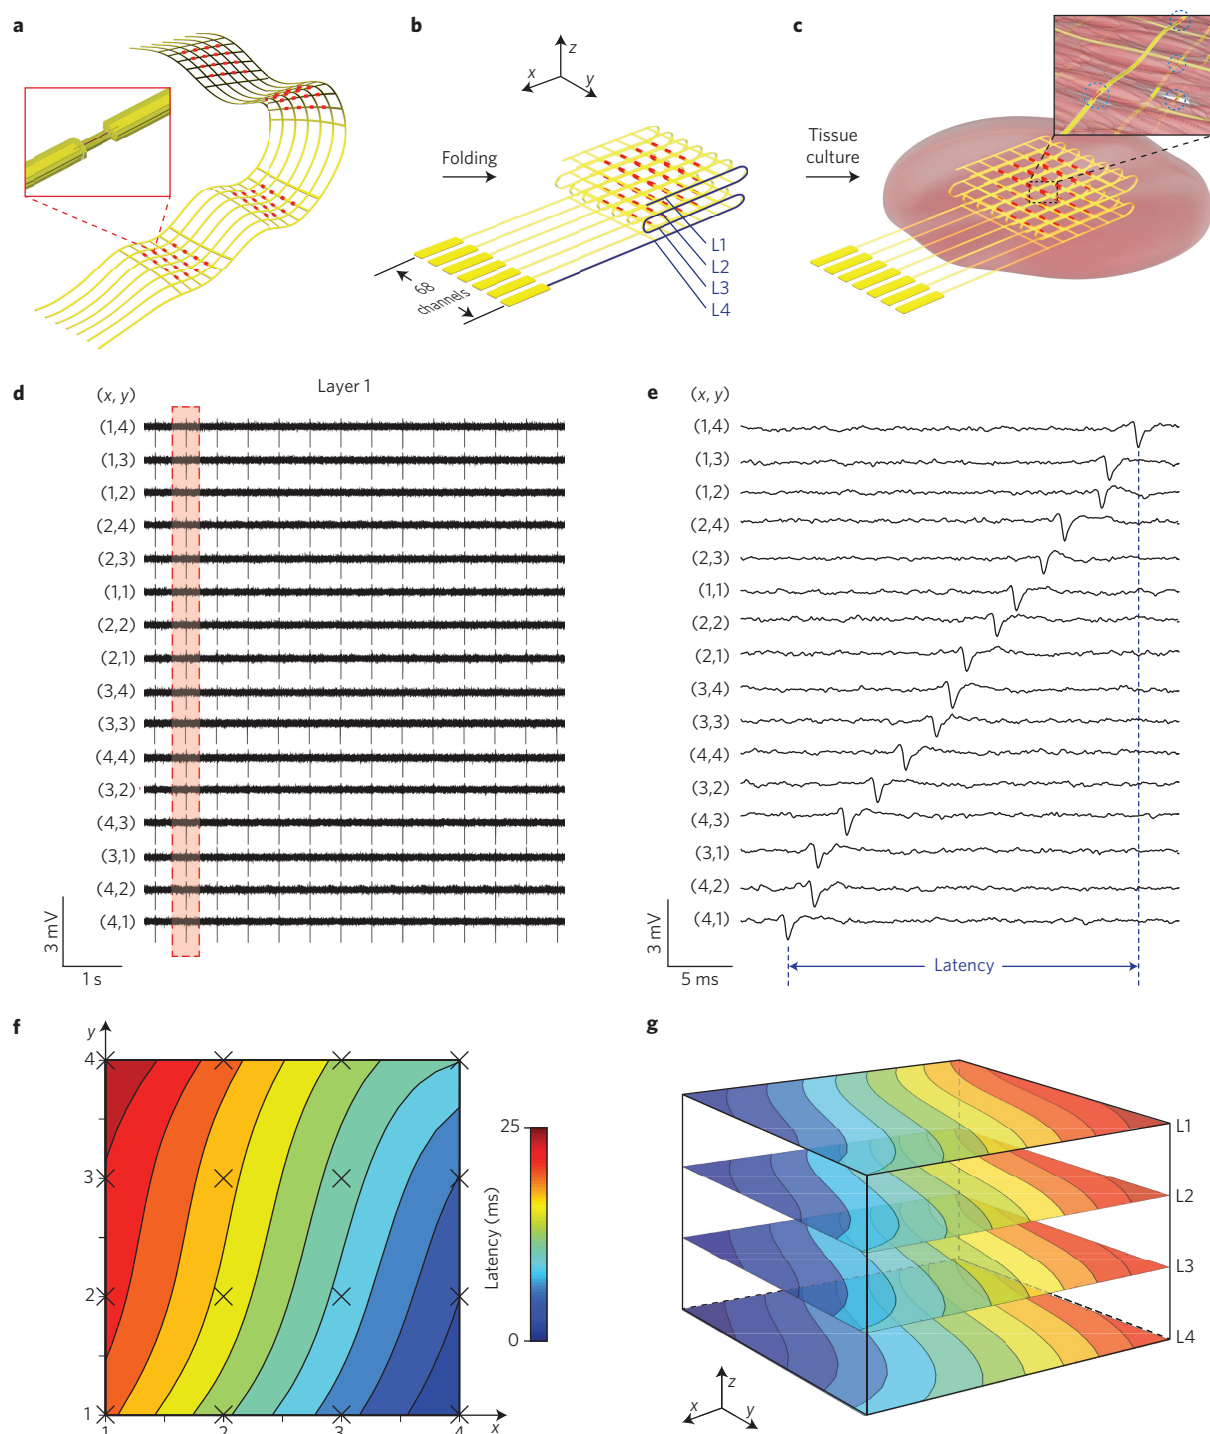 a
b
c
z
x
y
Folding
Tissue
culture
L1
L2
L3
L4
68
channels
d
(x, y)
Layer 1
(1,4)
(1,3)
(1,2)
(2,4)
(2,3)
(1,1)
(2,2)
(2,1)
(3,4)
(3,3)
(4,4)
(3,2)
(4,3)
(3,1)
(4,2)
(4,1)
3 mV
1 s
e
(x, y)
(1,4)
(1,3)
(1,2)
(2,4)
(2,3)
(1,1)
(2,2)
(2,1)
(3,4)
(3,3)
(4,4)
(3,2)
(4,3)
(3,1)
(4,2)
(4,1)
3 mV
5 ms
Latency
f
y
4
3
2
1
1
2
3
4
x
25
0
Latency (ms)
g
L1
L2
L3
L4
z
x
y